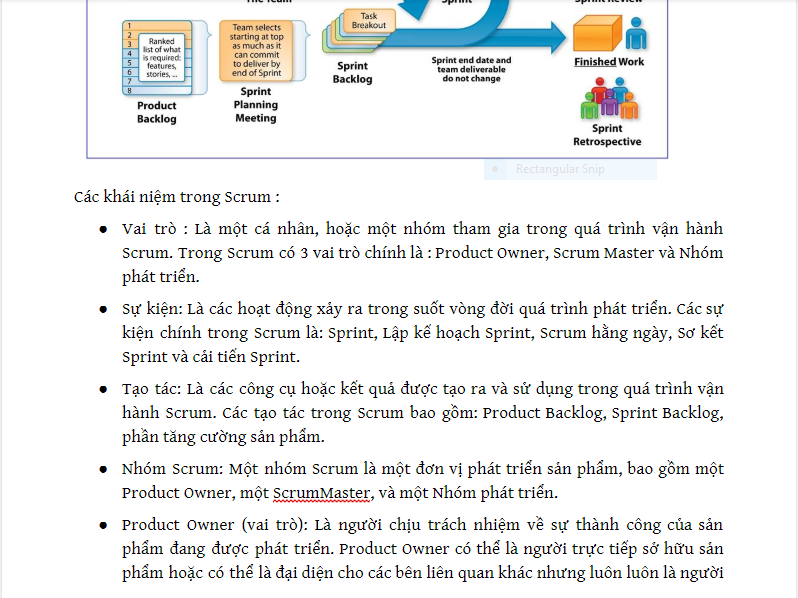 The Team
Sprint
Sprint Review
1
2
3
4
5
6
7
8
Ranked
list of what
is required:
features,
stories, ...
Product
Backlog
Team selects
starting at top
as much as it
can commit
to deliver by
end of Sprint
Sprint
Planning
Meeting
Task
Breakout
Sprint
Backlog
Sprint end date and
team deliverable
do not change
Finished Work
Sprint
Retrospective
Rectangular Snip
Các khái niệm trong Scrum :
● Vai trò : Là một cá nhân, hoặc một nhóm tham gia trong quá trình vận hành
Scrum. Trong Scrum có 3 vai trò chính là : Product Owner, Scrum Master và Nhóm
phát triển.
● Sự kiện: Là các hoạt động xảy ra trong suốt vòng đời quá trình phát triển. Các sự
kiện chính trong Scrum là: Sprint, Lập kế hoạch Sprint, Scrum hằng ngày, Sơ kết
Sprint và cải tiến Sprint.
● Tạo tác: Là các công cụ hoặc kết quả được tạo ra và sử dụng trong quá trình vận
hành Scrum. Các tạo tác trong Scrum bao gồm: Product Backlog, Sprint Backlog,
phần tăng cường sản phẩm.
● Nhóm Scrum: Một nhóm Scrum là một đơn vị phát triển sản phẩm, bao gồm một
Product Owner, một ScrumMaster, và một Nhóm phát triển.
● Product Owner (vai trò): Là người chịu trách nhiệm về sự thành công của sản
phẩm đang được phát triển. Product Owner có thể là người trực tiếp sở hữu sản
phẩm hoặc có thể là đại diện cho các bên liên quan khác nhưng luôn luôn là người